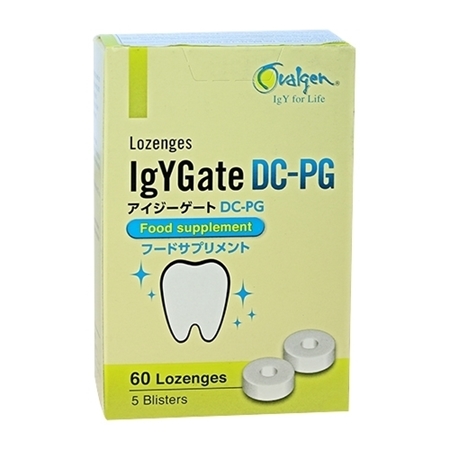 Ovalgen®
IgY for Life
Lozenges
IgYGate DC-PG
アイジーゲート DC-PG
Food supplement
フードサプリメント
60 Lozenges
5 Blisters